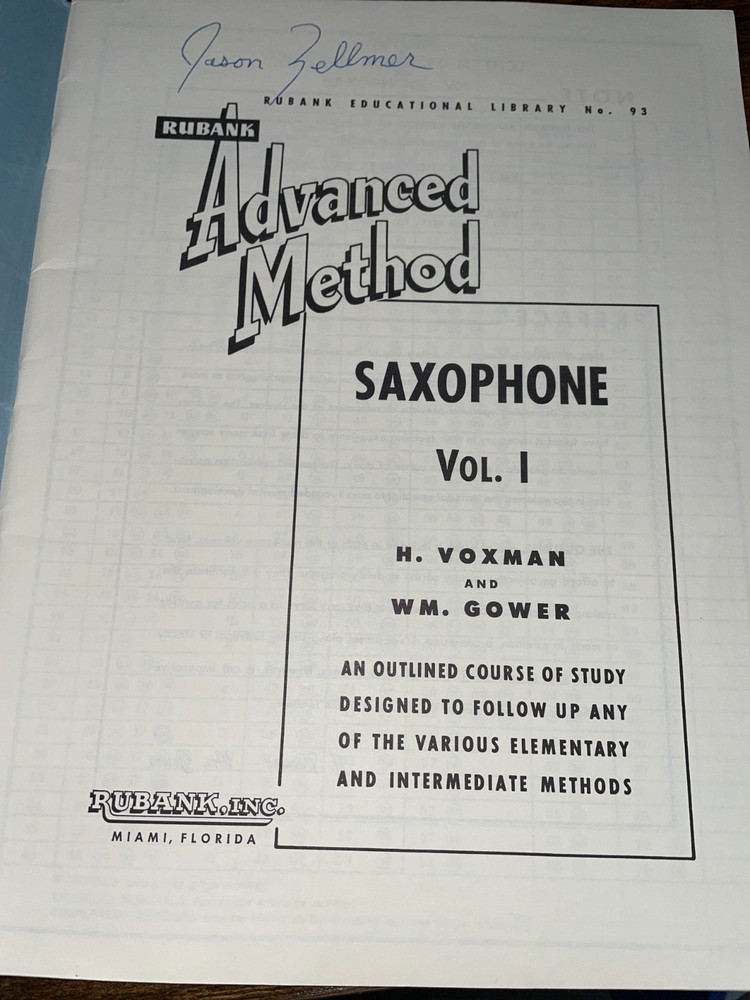 Jason Zellmer
RUBANK EDUCATIONAL LIBRARY No. 93
RUBANK
Advanced
Method
SAXOPHONE
VOL. I
H. VOXMAN
AND
WM. GOWER
AN OUTLINED COURSE OF STUDY
DESIGNED TO FOLLOW UP ANY
OF THE VARIOUS ELEMENTARY
AND INTERMEDIATE METHODS
RUBANK, INC.
MIAMI, FLORIDA